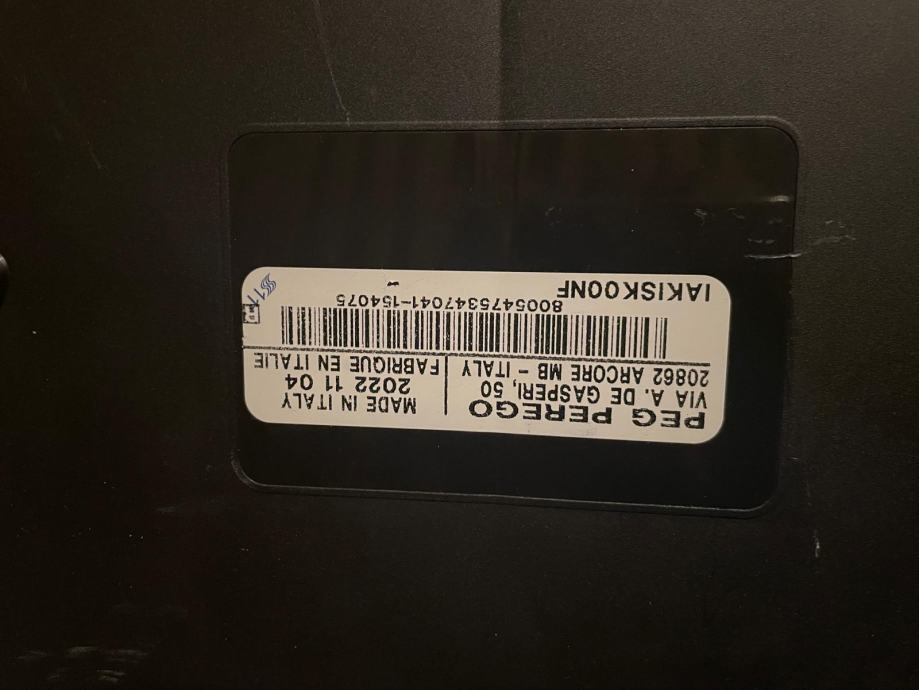 PEG PEREGO
VIA A. DE GASPERI, 50
20862 ARCORE MB - ITALY
MADE IN ITALY
2022 11 04
FABRIQUE EN ITALIE
8005475347041-154075
IAKISK00NF